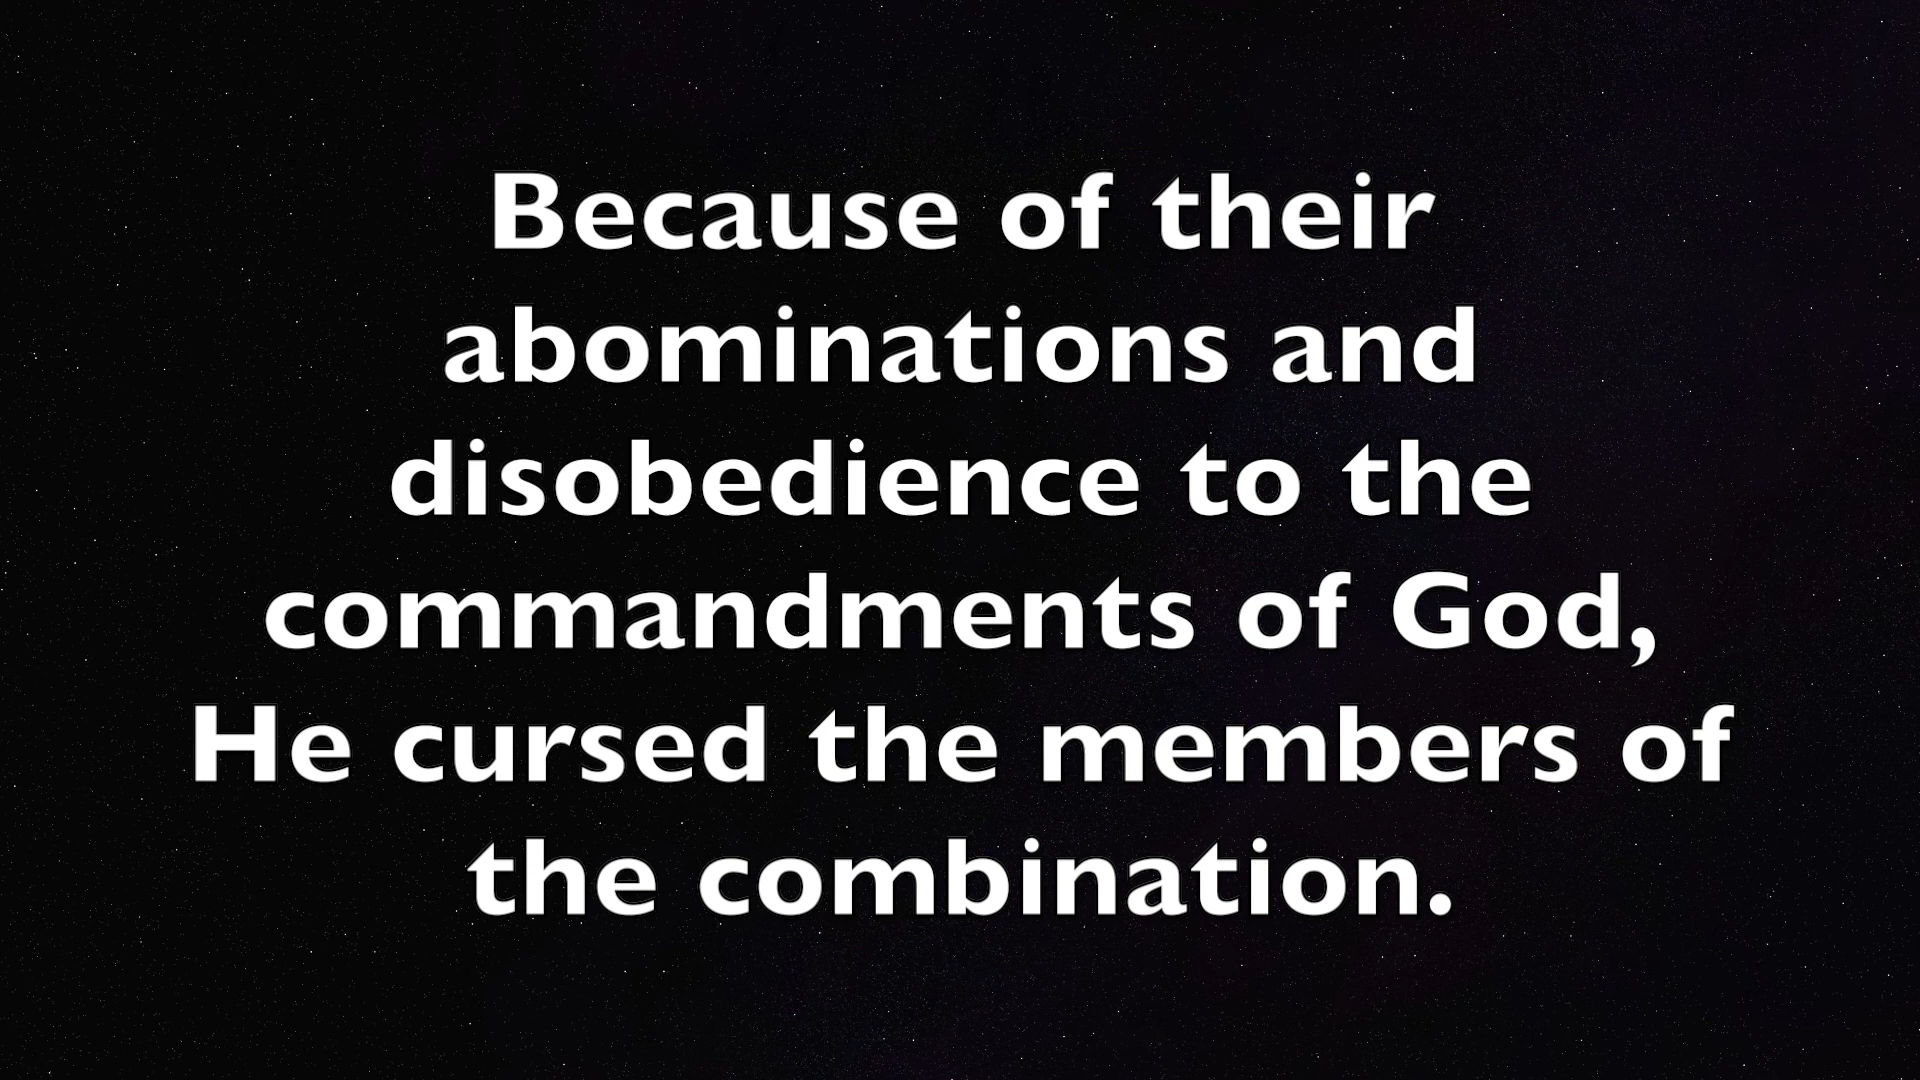 Because of their
abominations and
disobedience to the
commandments of God,
He cursed the members of
the combination.